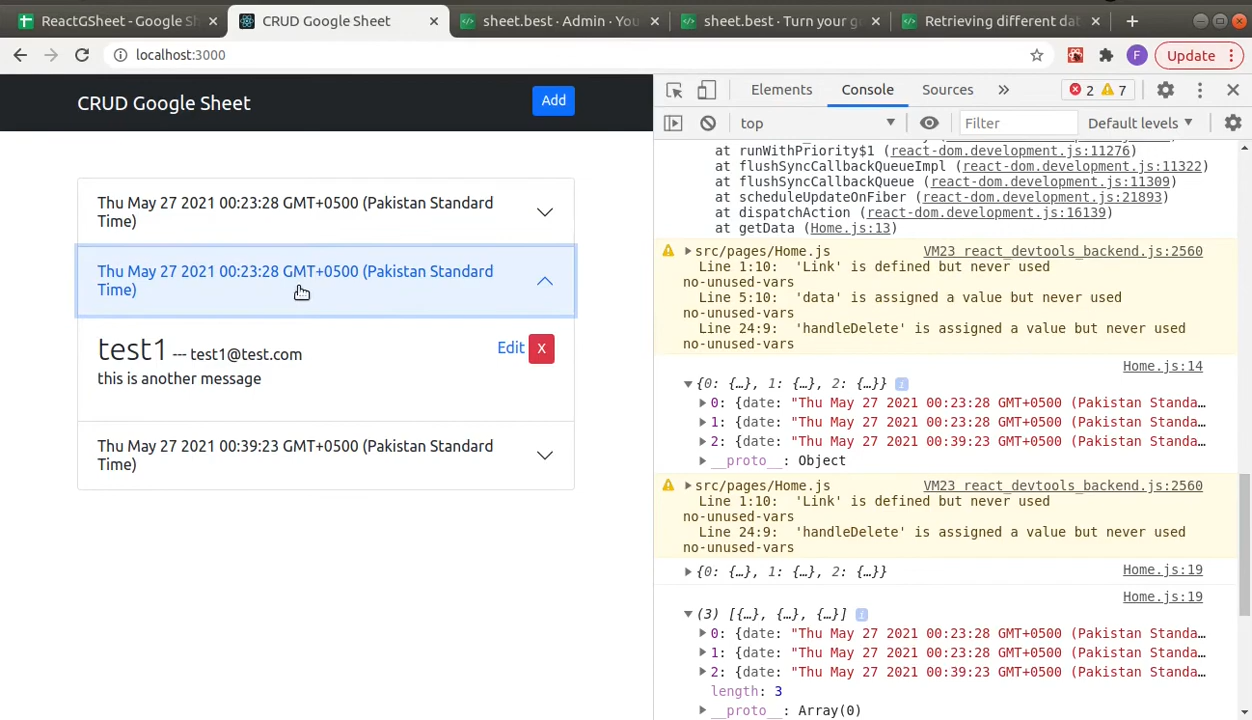 ReactGSheet - Google Sh
CRUD Google Sheet
sheet.best · Admin - You
sheet.best · Turn your go
Retrieving different dat
localhost:3000
F
Update
CRUD Google Sheet
Add
Thu May 27 2021 00:23:28 GMT+0500 (Pakistan Standard
Time)
Thu May 27 2021 00:23:28 GMT+0500 (Pakistan Standard
Time)
test1 --- test1@test.com
Edit
X
this is another message
Thu May 27 2021 00:39:23 GMT+0500 (Pakistan Standard
Time)
Elements
Console
Sources
2
7
top
Filter
Default levels
at runWithPriority$1 (react-dom.development.js:11276)
at flushSyncCallbackQueueImpl (react-dom.development.js:11322)
at flushSyncCallbackQueue (react-dom.development.js:11309)
at scheduleUpdateOnFiber (react-dom.development.js:21893)
at dispatchAction (react-dom.development.js:16139)
at getData (Home.js:13)
src/pages/Home.js VM23 react_devtools_backend.js:2560
Line 1:10: 'Link' is defined but never used
no-unused-vars
Line 5:10: 'data' is assigned a value but never used
no-unused-vars
Line 24:9: 'handleDelete' is assigned a value but never used
no-unused-vars
Home.js:14
{0: {…}, 1: {…}, 2: {…}} i
0: {date: "Thu May 27 2021 00:23:28 GMT+0500 (Pakistan Standa…
1: {date: "Thu May 27 2021 00:23:28 GMT+0500 (Pakistan Standa…
2: {date: "Thu May 27 2021 00:39:23 GMT+0500 (Pakistan Standa…
__proto__: Object
src/pages/Home.js VM23 react_devtools_backend.js:2560
Line 1:10: 'Link' is defined but never used
no-unused-vars
Line 24:9: 'handleDelete' is assigned a value but never used
no-unused-vars
{0: {…}, 1: {…}, 2: {…}} Home.js:19
Home.js:19
(3) [{…}, {…}, {…}] i
0: {date: "Thu May 27 2021 00:23:28 GMT+0500 (Pakistan Standa…
1: {date: "Thu May 27 2021 00:23:28 GMT+0500 (Pakistan Standa…
2: {date: "Thu May 27 2021 00:39:23 GMT+0500 (Pakistan Standa…
length: 3
__proto__: Array(0)